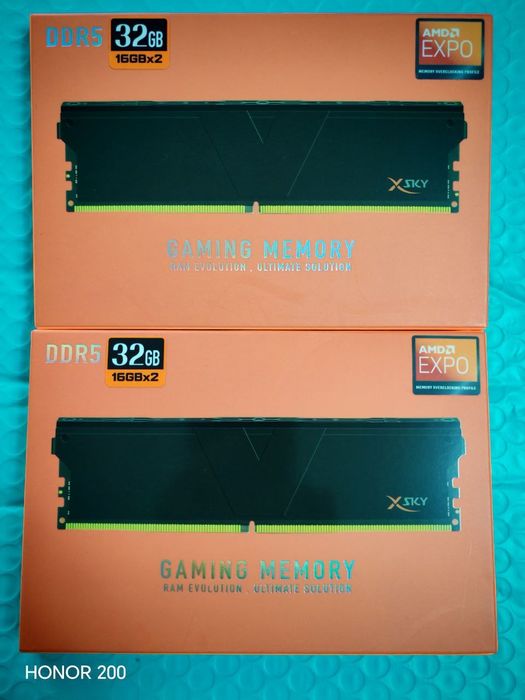 DDR5 32GB
16GBx2
AMD
EXPO
MEMORY OVERCLOCKING PROFILE
XSKY
GAMING MEMORY
RAM EVOLUTION , ULTIMATE SOLUTION
DDR5 32GB
16GBx2
AMD
EXPO
MEMORY OVERCLOCKING PROFILE
XSKY
GAMING MEMORY
RAM EVOLUTION , ULTIMATE SOLUTION
HONOR 200